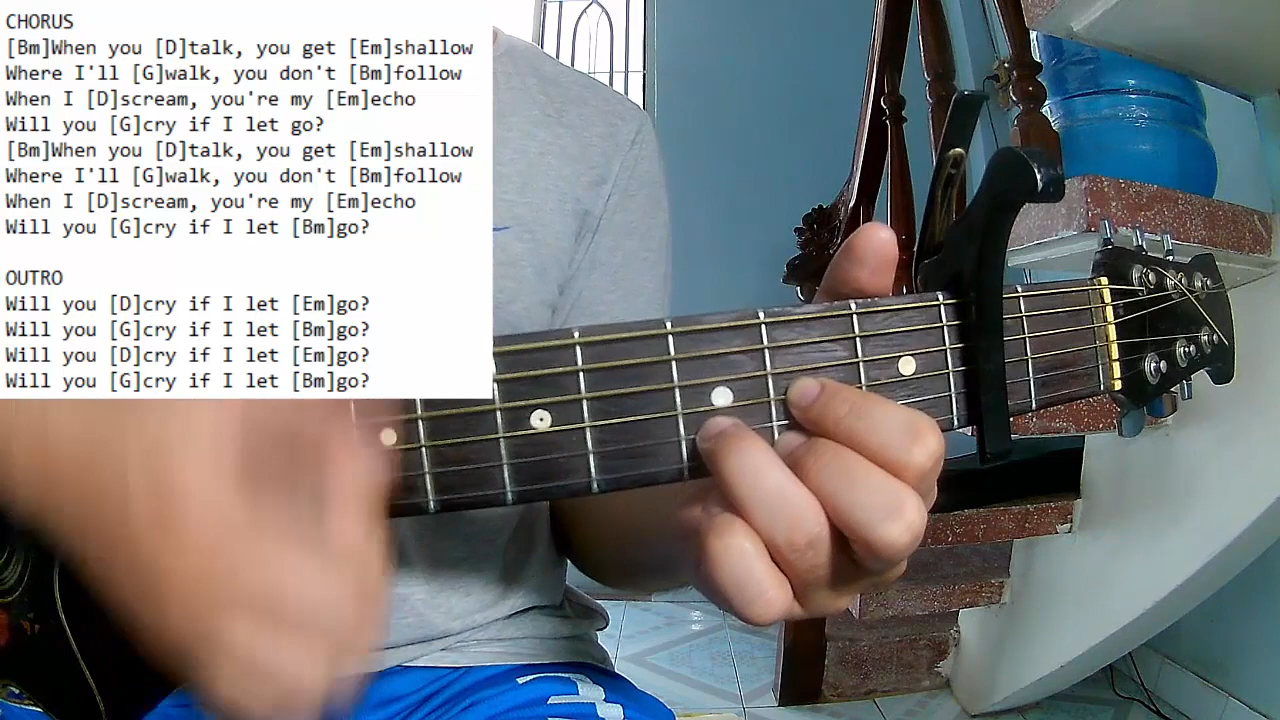 CHORUS
[Bm]When you [D]talk, you get [Em]shallow
Where I'll [G]walk, you don't [Bm]follow
When I [D]scream, you're my [Em]echo
Will you [G]cry if I let go?
[Bm]When you [D]talk, you get [Em]shallow
Where I'll [G]walk, you don't [Bm]follow
When I [D]scream, you're my [Em]echo
Will you [G]cry if I let [Bm]go?
OUTRO
Will you [D]cry if I let [Em]go?
Will you [G]cry if I let [Bm]go?
Will you [D]cry if I let [Em]go?
Will you [G]cry if I let [Bm]go?